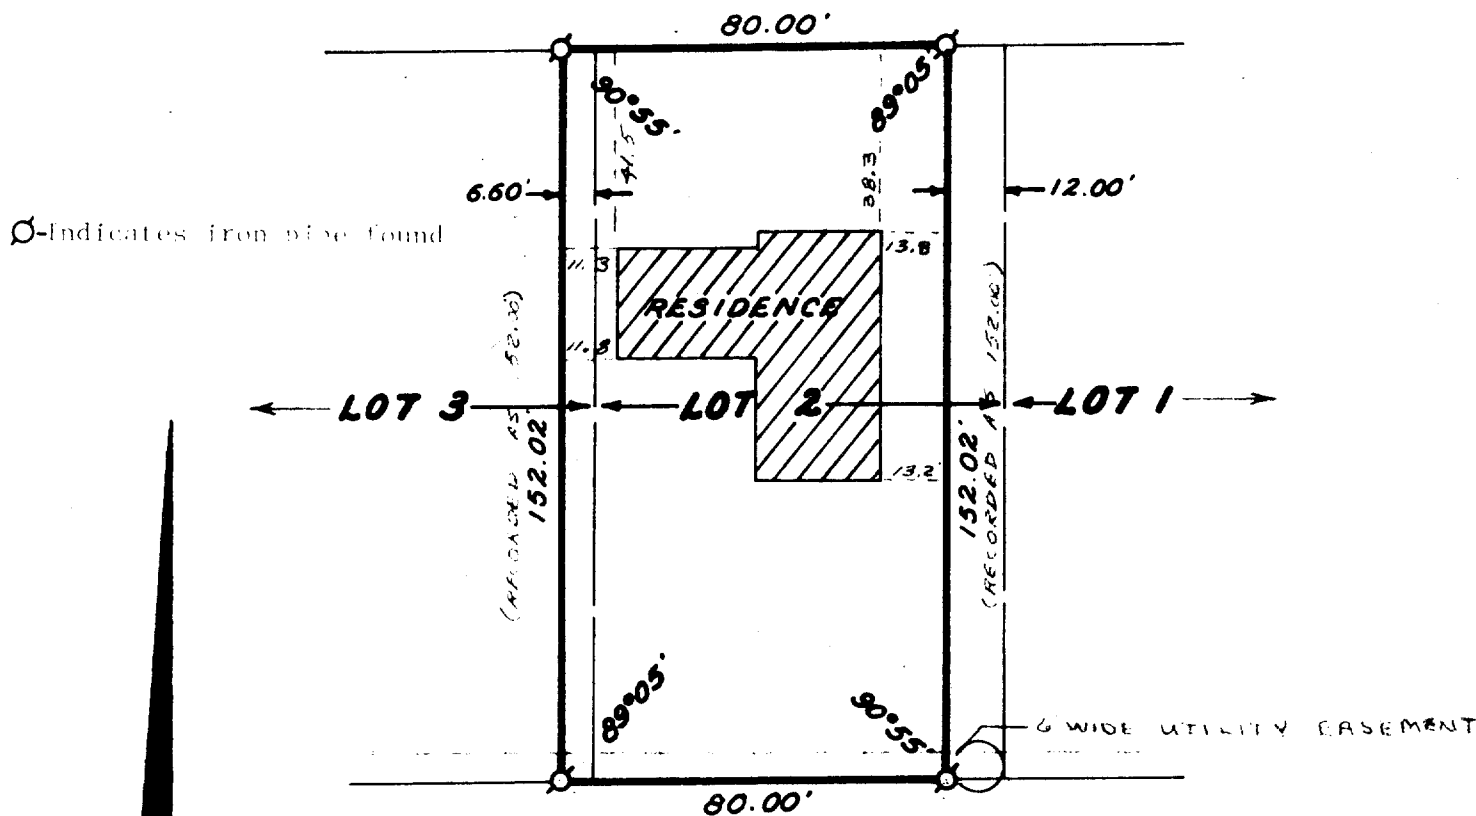 80.00'
90°55'
89°05'
41.5
38.3
6.60'
12.00'
Ø-Indicates iron pipe found
11.3
13.8
RESIDENCE
11.8
LOT 3
LOT 2
LOT 1
152.02'
(RECORDED AS 152.00)
13.2
152.02'
(RECORDED AS 152.00')
89°05'
90°55'
6' WIDE UTILITY EASEMENT
80.00'